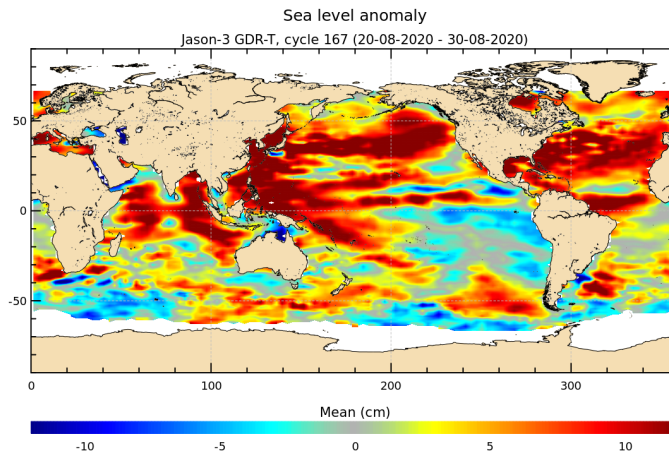 Sea level anomaly
Jason-3 GDR-T, cycle 167 (20-08-2020 - 30-08-2020)
50
0
-50
0 100 200 300
Mean (cm)
-10 -5 0 5 10